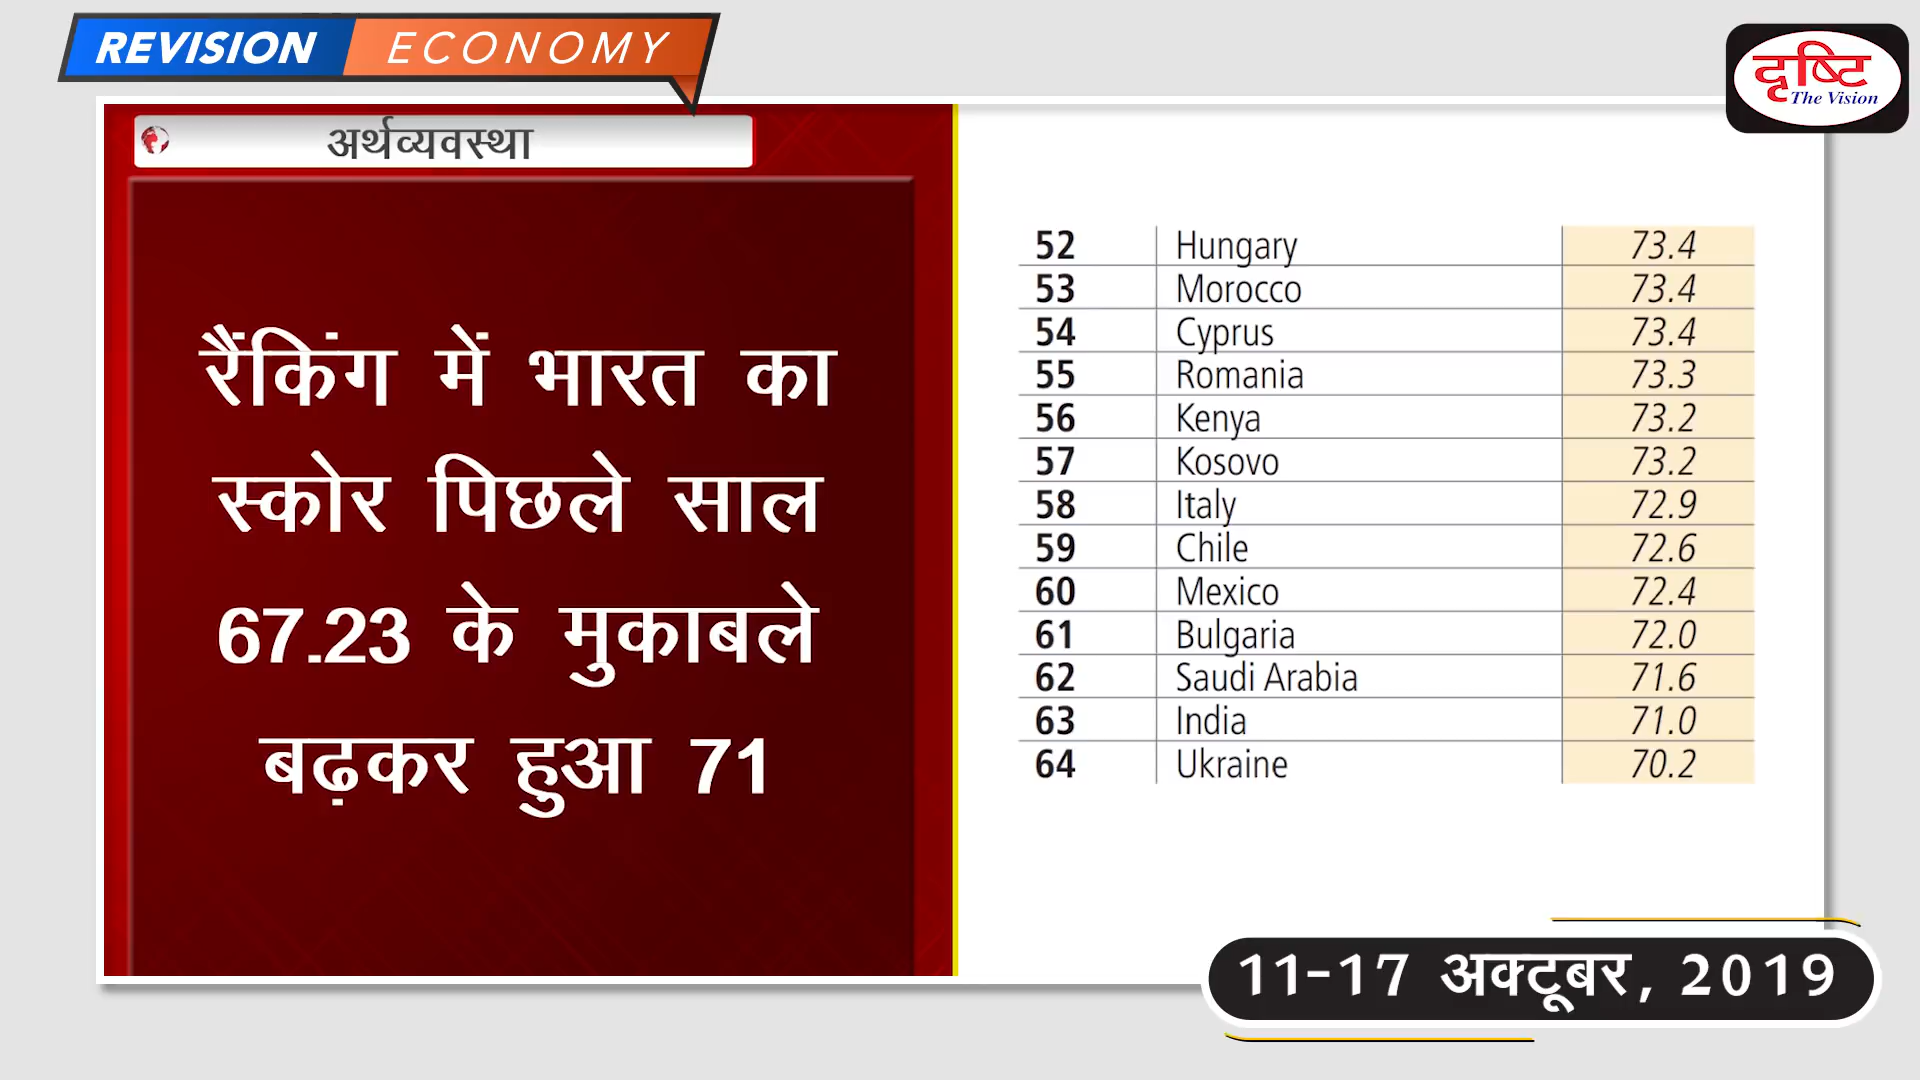 REVISION ECONOMY
दृष्टि
The Vision
अर्थव्यवस्था
रैंकिंग में भारत का
स्कोर पिछले साल
67.23 के मुकाबले
बढ़कर हुआ 71
52 Hungary 73.4
53 Morocco 73.4
54 Cyprus 73.4
55 Romania 73.3
56 Kenya 73.2
57 Kosovo 73.2
58 Italy 72.9
59 Chile 72.6
60 Mexico 72.4
61 Bulgaria 72.0
62 Saudi Arabia 71.6
63 India 71.0
64 Ukraine 70.2
11-17 अक्टूबर, 2019